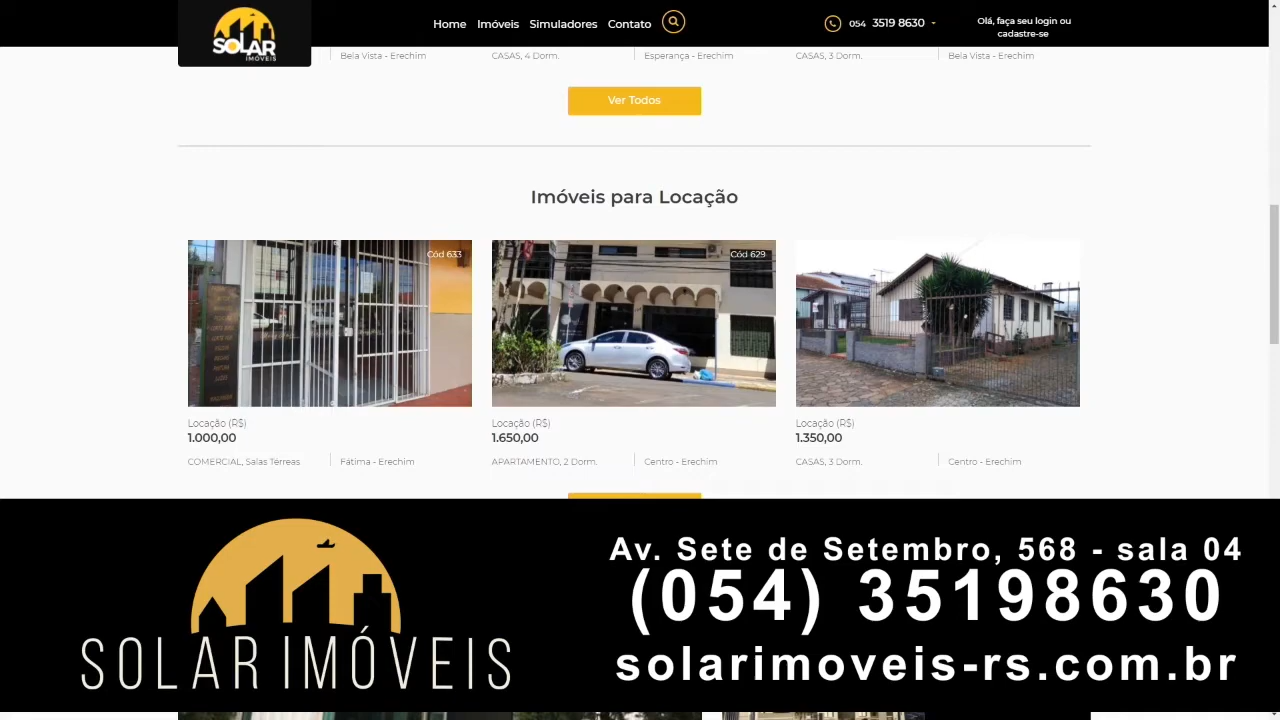 SOLAR
IMÓVEIS
Home Imóveis Simuladores Contato
054 3519 8630
Olá, faça seu login ou
cadastre-se
Bela Vista - Erechim
CASAS, 4 Dorm.
Esperança - Erechim
CASAS, 3 Dorm.
Bela Vista - Erechim
Ver Todos
Imóveis para Locação
Cód 633
Cód 629
Locação (R$)
1.000,00
COMERCIAL, Salas Térreas
Fátima - Erechim
Locação (R$)
1.650,00
APARTAMENTO, 2 Dorm.
Centro - Erechim
Locação (R$)
1.350,00
CASAS, 3 Dorm.
Centro - Erechim
SOLAR IMÓVEIS
Av. Sete de Setembro, 568 - sala 04
(054) 35198630
solarimoveis-rs.com.br